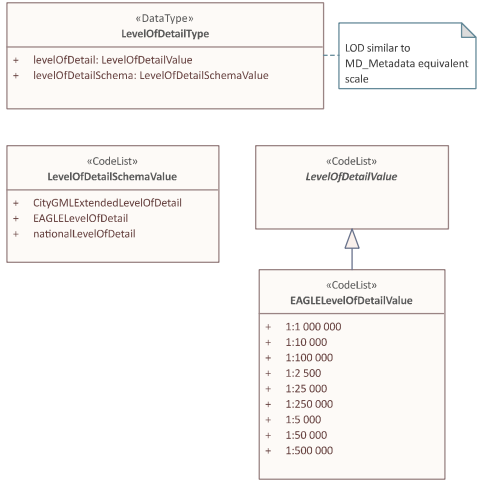 «DataType»
LevelOfDetailType
+ levelOfDetail: LevelOfDetailValue
+ levelOfDetailSchema: LevelOfDetailSchemaValue
LOD similar to
MD_Metadata equivalent
scale
«CodeList»
LevelOfDetailSchemaValue
+ CityGMLExtendedLevelOfDetail
+ EAGLELevelOfDetail
+ nationalLevelOfDetail
«CodeList»
LevelOfDetailValue
«CodeList»
EAGLELevelOfDetailValue
+ 1:1 000 000
+ 1:10 000
+ 1:100 000
+ 1:2 500
+ 1:25 000
+ 1:250 000
+ 1:5 000
+ 1:50 000
+ 1:500 000